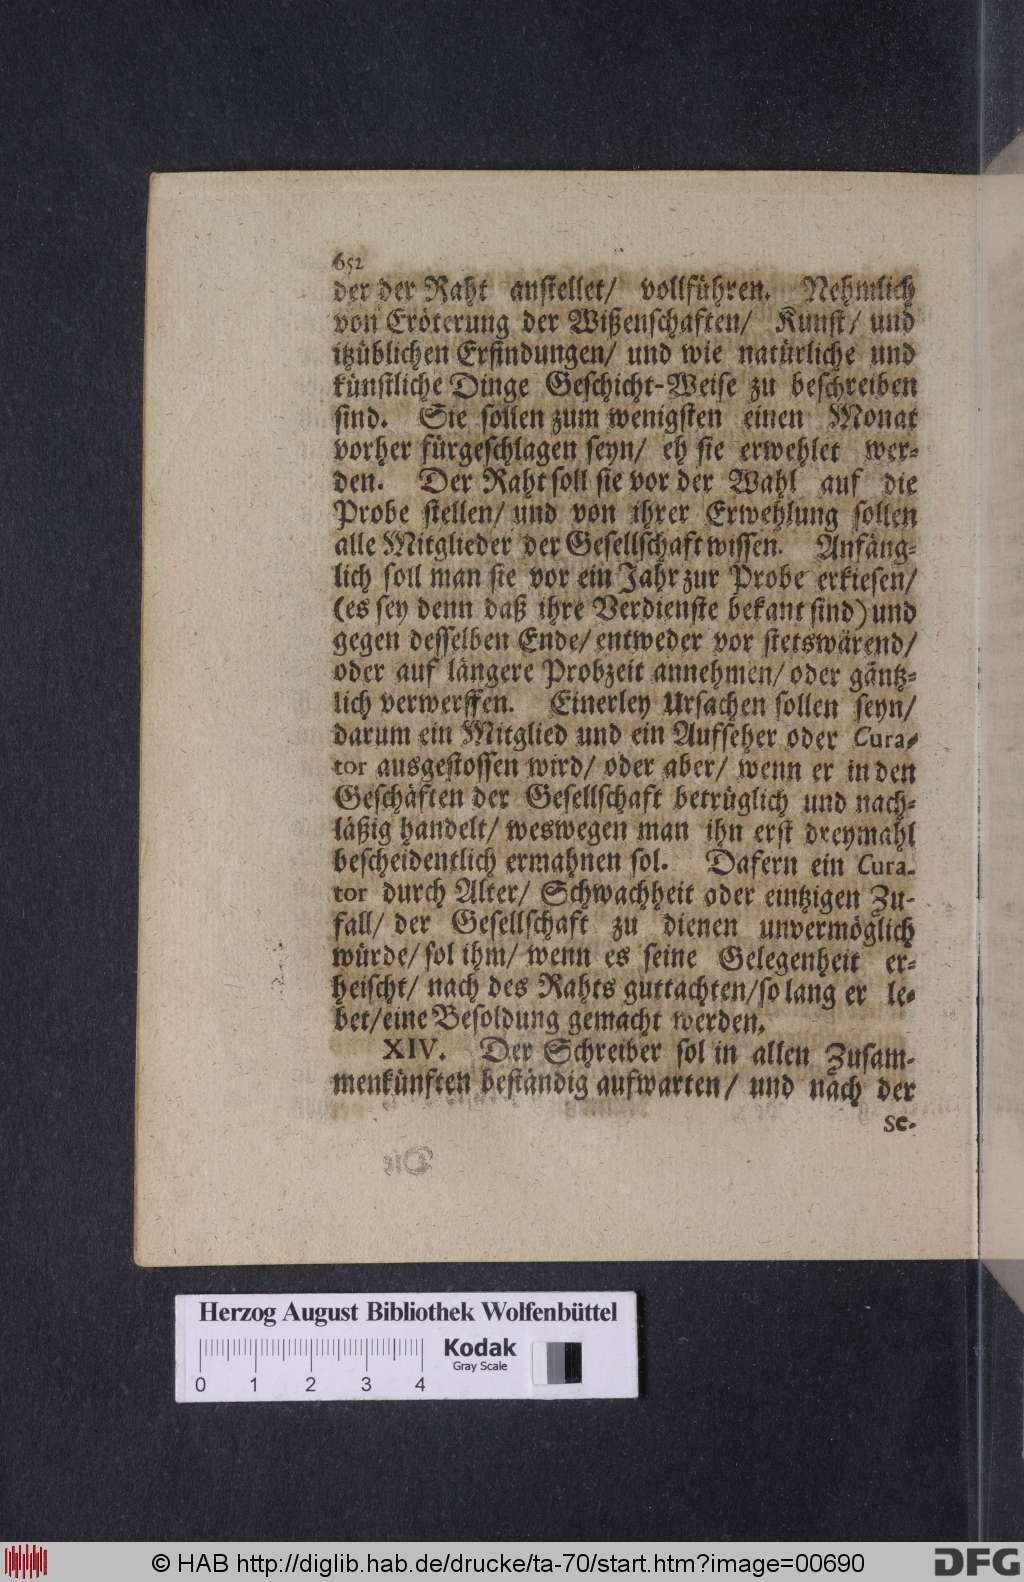 652
der der Raht anstellet/ vollführen. Nehmlich
von Eröterung der Wißenschaften/ Kunst/ und
itzüblichen Erfindungen/ und wie natürliche und
künstliche Dinge Geschicht-Weise zu beschreiben
sind. Sie sollen zum wenigsten einen Monat
vorher fürgeschlagen seyn/ eh sie erwehlet wer-
den. Der Raht soll sie vor der Wahl auf die
Probe stellen/ und von ihrer Erwehlung sollen
alle Mitglieder der Gesellschaft wissen. Anfäng-
lich soll man sie vor ein Jahr zur Probe erkiesen/
(es sey denn daß ihre Verdienste bekant sind) und
gegen desselben Ende/ entweder vor stetswärend/
oder auf längere Probzeit annehmen/ oder gäntz-
lich verwerffen. Einerley Ursachen sollen seyn/
darum ein Mitglied und ein Aufseher oder Cura-
tor ausgestossen wird/ oder aber/ wenn er in den
Geschäften der Gesellschaft betrüglich und nach-
läßig handelt/ weswegen man ihn erst dreymahl
bescheidentlich ermahnen sol. Dafern ein Cura-
tor durch Alter/ Schwachheit oder eintzigen Zu-
fall/ der Gesellschaft zu dienen unvermöglich
würde/ sol ihm/ wenn es seine Gelegenheit er-
heischt/ nach des Rahts guttachten/ so lang er le-
bet/ eine Besoldung gemacht werden.
XIV. Der Schreiber sol in allen Zusam-
menkünften beständig aufwarten/ und nach der
Se-
Herzog August Bibliothek Wolfenbüttel
Kodak
Gray Scale
0 1 2 3 4
© HAB http://diglib.hab.de/drucke/ta-70/start.htm?image=00690
DFG